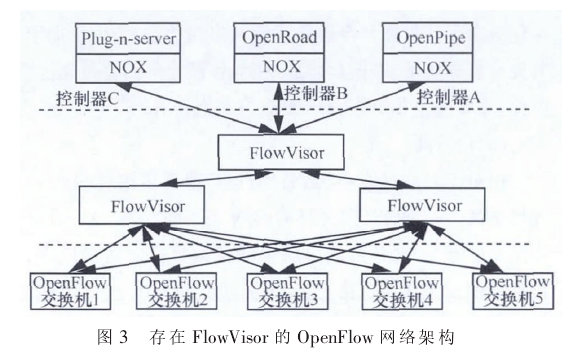 Plug-n-server
OpenRoad
OpenPipe
NOX
NOX
NOX
控制器C
控制器B
控制器A
FlowVisor
FlowVisor
FlowVisor
OpenFlow
交换机1
OpenFlow
交换机2
OpenFlow
交换机3
OpenFlow
交换机4
OpenFlow
交换机5
图 3 存在 FlowVisor 的 OpenFlow 网络架构